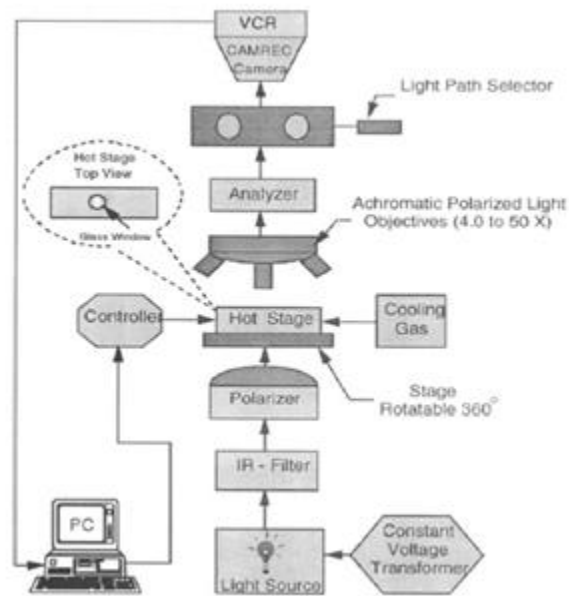 VCR
CAMREC
Camera
Light Path Selector
Hot Stage
Top View
Glass Window
Analyzer
Achromatic Polarized Light
Objectives (4.0 to 50 X)
Controller
Hot Stage
Cooling
Gas
Polarizer
Stage
Rotatable 360°
IR - Filter
PC
Light Source
Constant
Voltage
Transformer